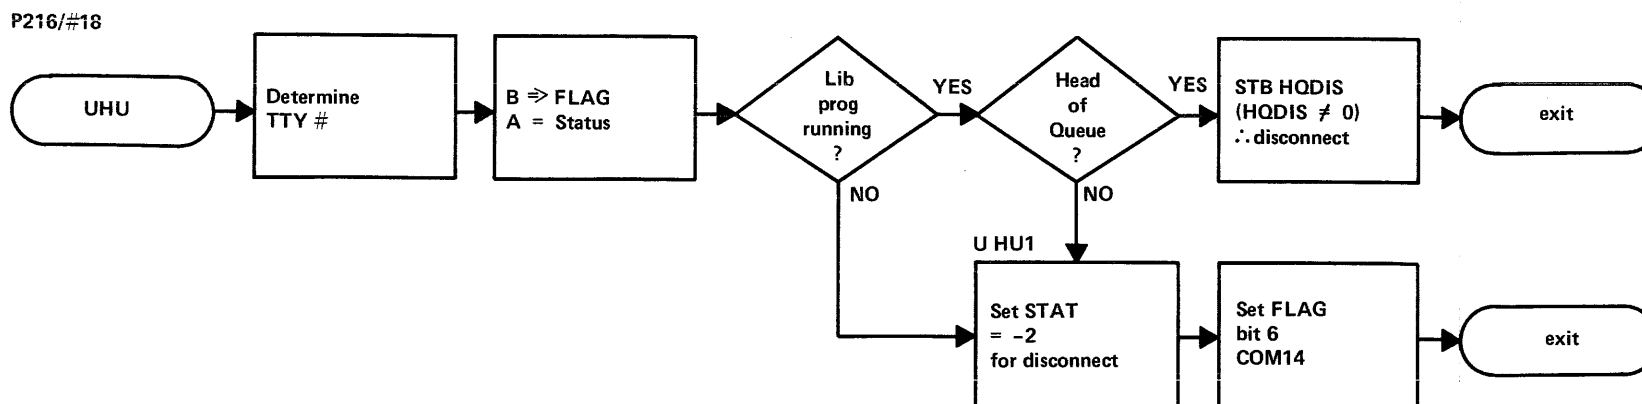 P216/#18
UHU
Determine
TTY #
B => FLAG
A = Status
Lib
prog
running
?
YES
NO
Head
of
Queue
?
YES
NO
STB HQDIS
(HQDIS ≠ 0)
∴ disconnect
exit
U HU1
Set STAT
= -2
for disconnect
Set FLAG
bit 6
COM14
exit